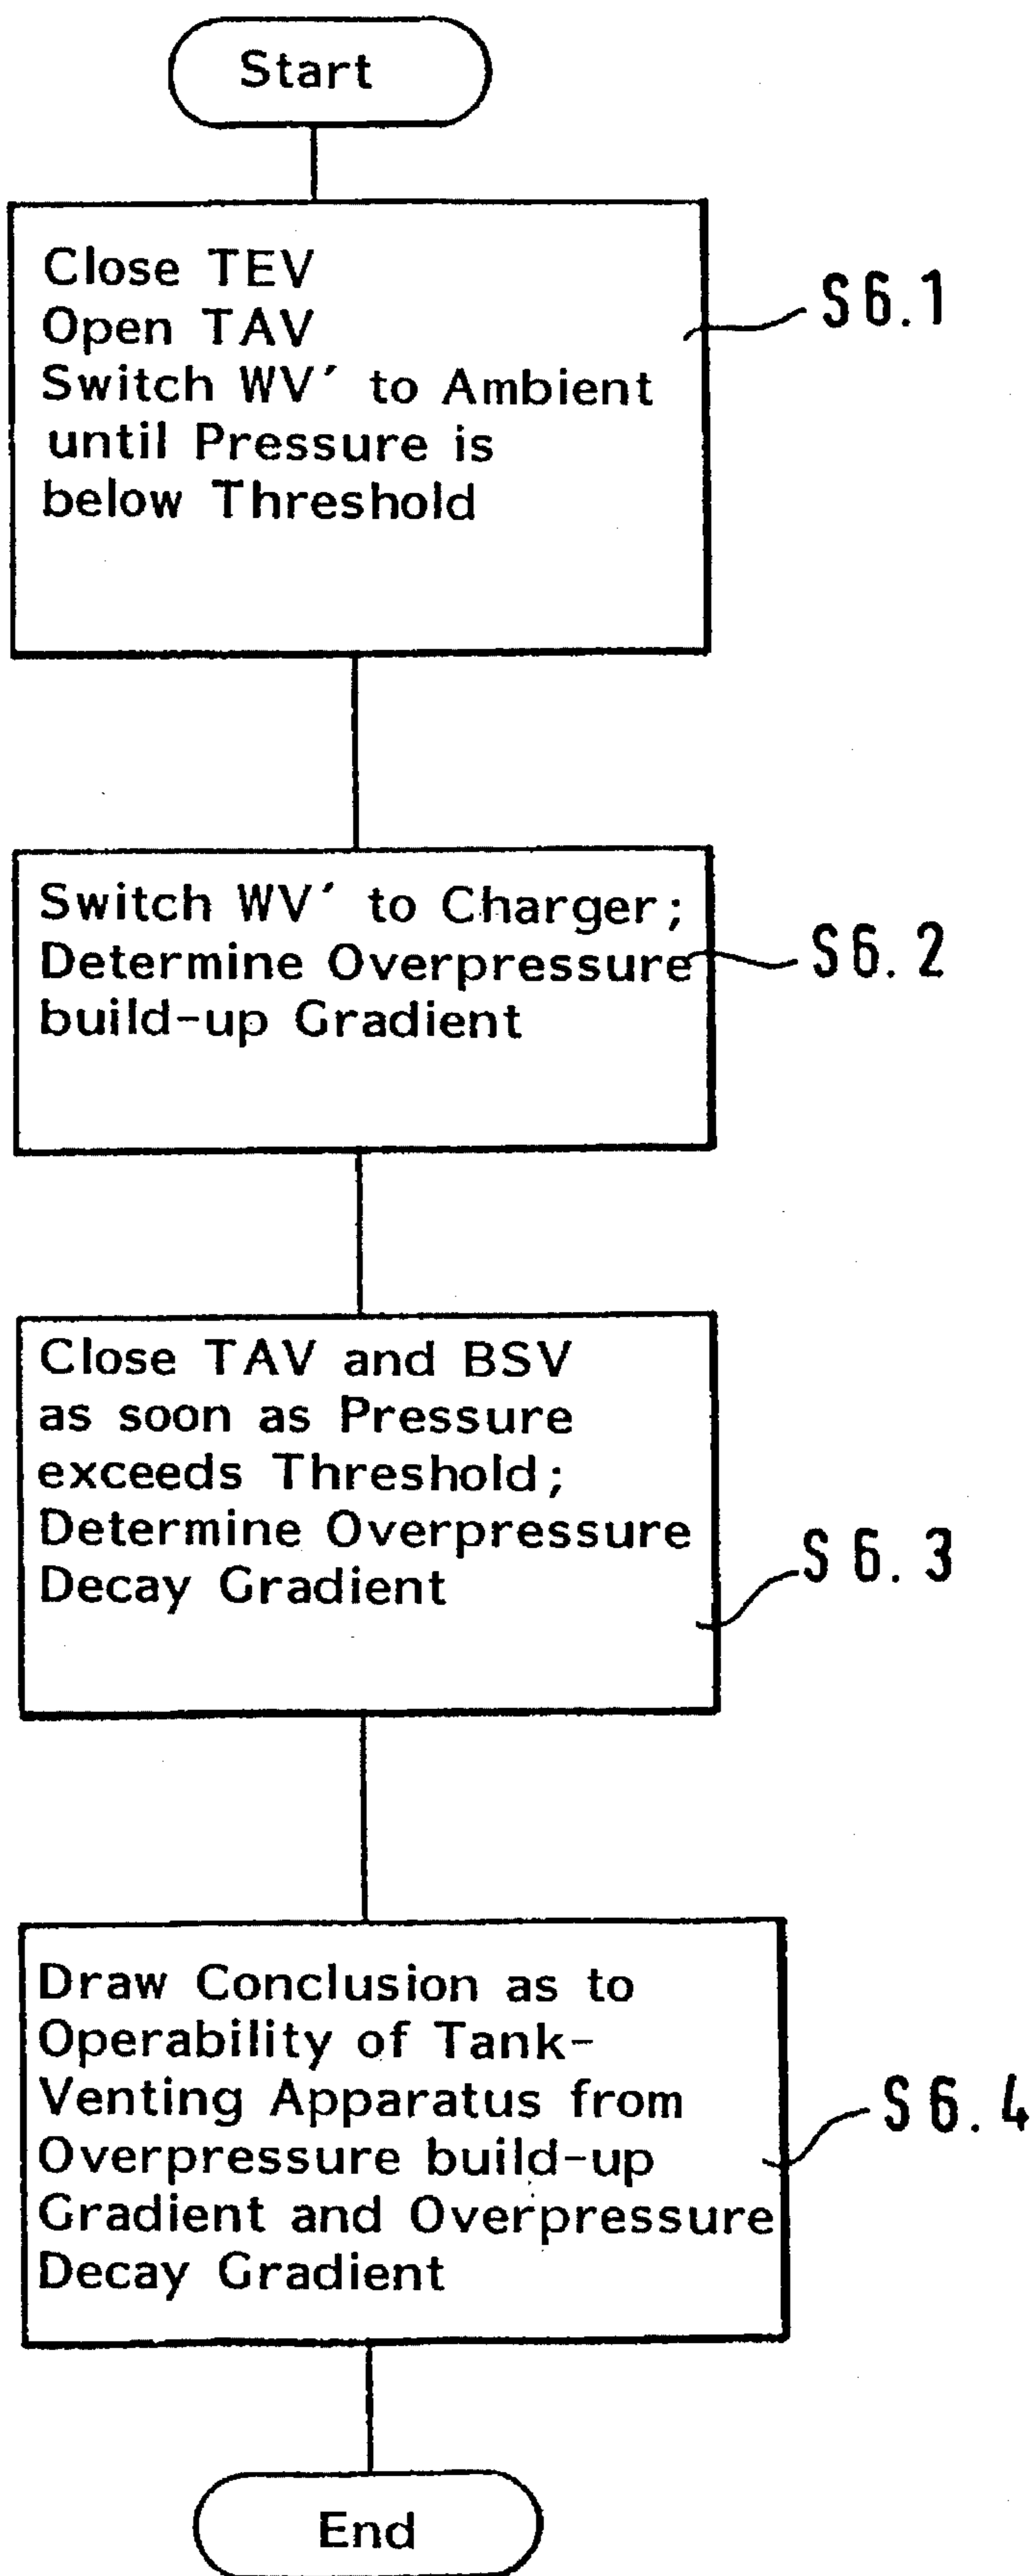 Start
Close TEV
Open TAV
Switch WV′ to Ambient
until Pressure is
below Threshold
S6.1
Switch WV′ to Charger;
Determine Overpressure
build-up Gradient
S6.2
Close TAV and BSV
as soon as Pressure
exceeds Threshold;
Determine Overpressure
Decay Gradient
S6.3
Draw Conclusion as to
Operability of Tank-
Venting Apparatus from
Overpressure build-up
Gradient and Overpressure
Decay Gradient
S6.4
End